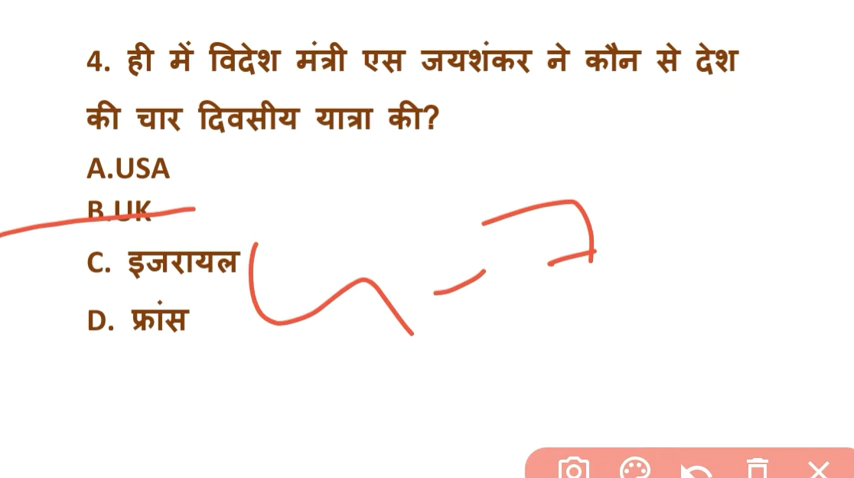 4. ही में विदेश मंत्री एस जयशंकर ने कौन से देश
की चार दिवसीय यात्रा की?
A.USA
B.UK
C. इजरायल
D. फ्रांस